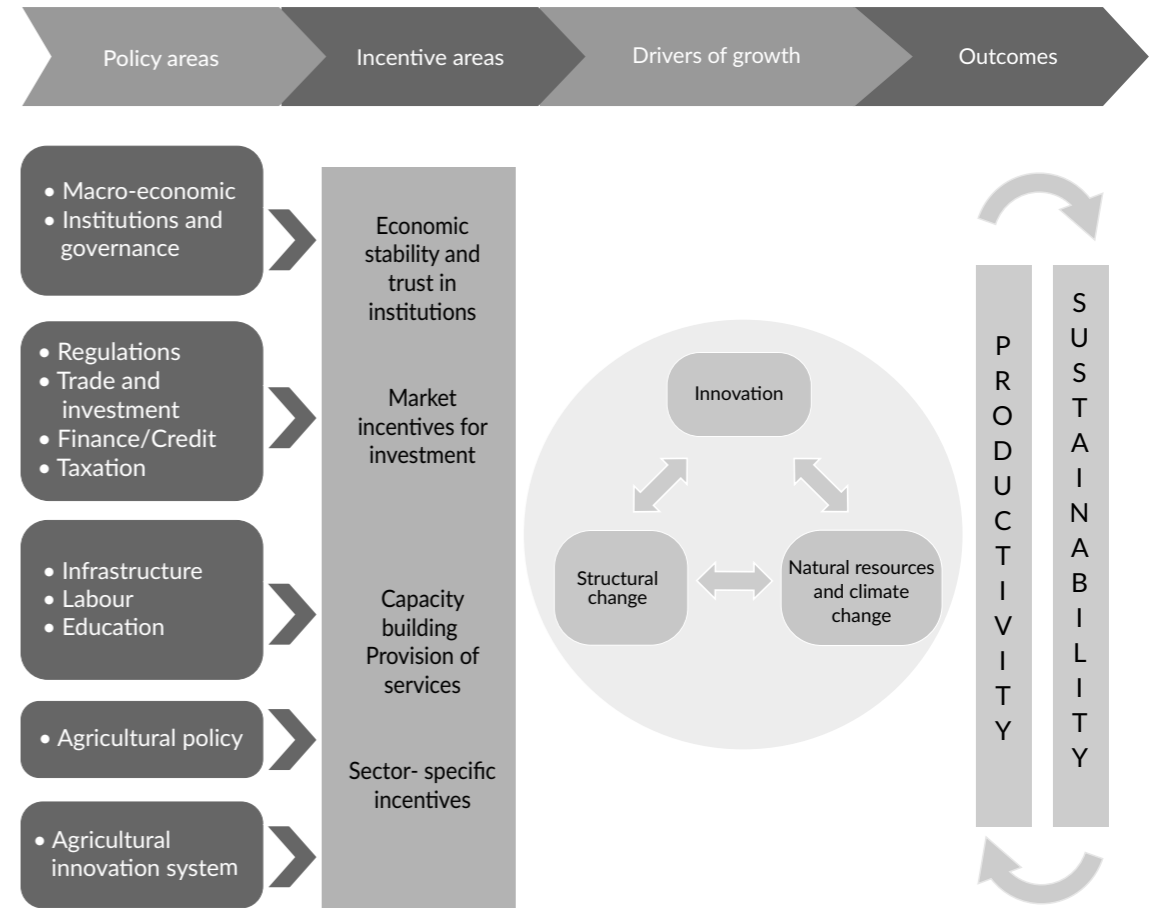 Policy areas
Incentive areas
Drivers of growth
Outcomes
• Macro-economic
• Institutions and
governance
• Regulations
• Trade and
investment
• Finance/Credit
• Taxation
• Infrastructure
• Labour
• Education
• Agricultural policy
• Agricultural
innovation system
Economic
stability and
trust in
institutions
Market
incentives for
investment
Capacity
building
Provision of
services
Sector- specific
incentives
Innovation
Structural
change
Natural resources
and climate
change
PRODUCTIVITY
SUSTAINABILITY